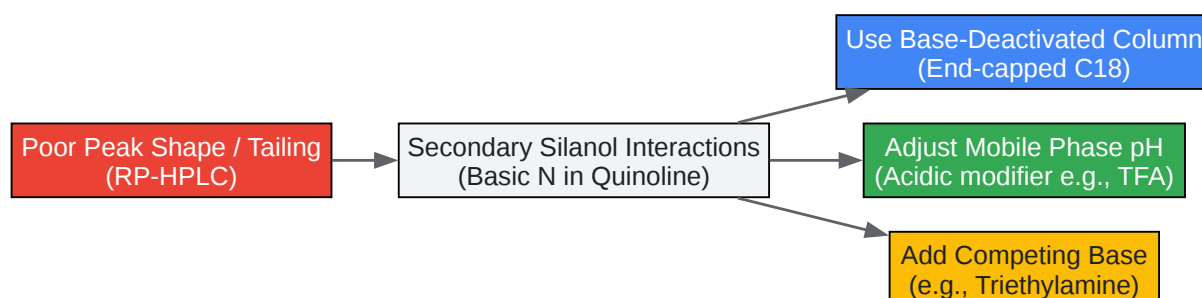 Poor Peak Shape / Tailing
(RP-HPLC)
Secondary Silanol Interactions
(Basic N in Quinoline)
Use Base-Deactivated Column
(End-capped C18)
Adjust Mobile Phase pH
(Acidic modifier e.g., TFA)
Add Competing Base
(e.g., Triethylamine)